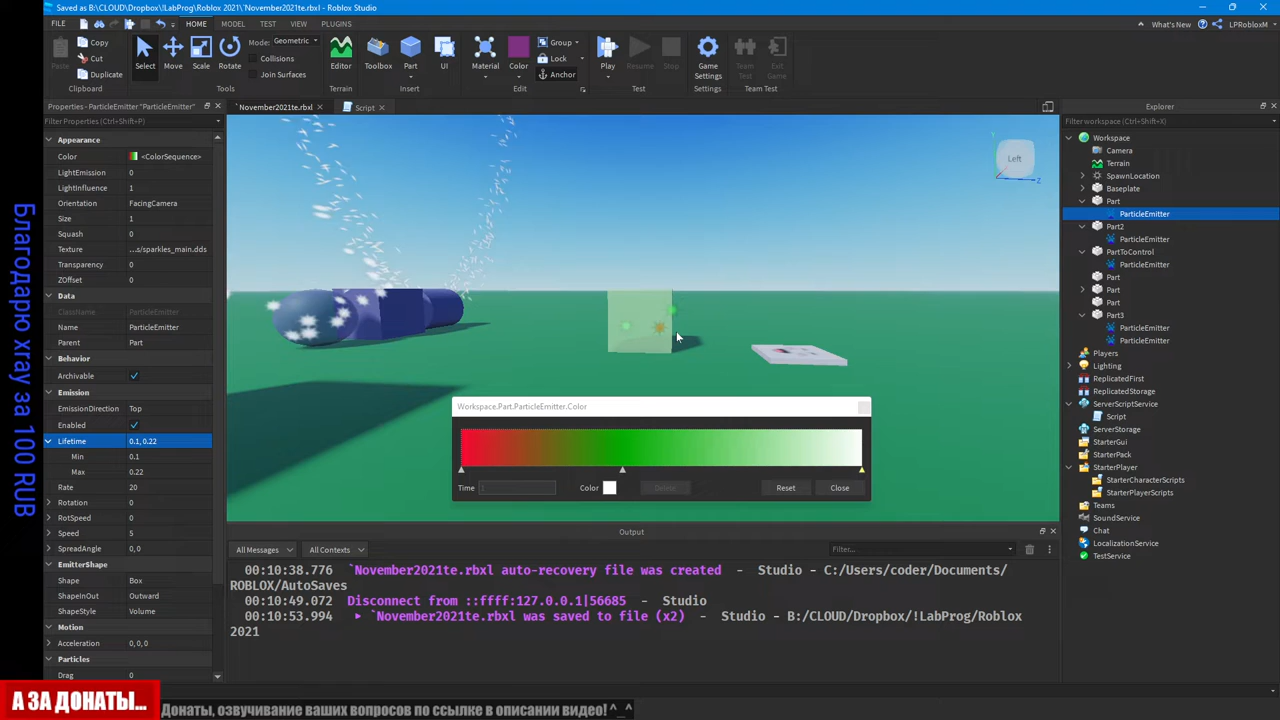 Saved as B:\CLOUD\Dropbox\!LabProg\Roblox 2021\`November2021te.rbxl - Roblox Studio
FILE
HOME
MODEL
TEST
VIEW
PLUGINS
What's New
LPRobloxM
Paste
Copy
Cut
Duplicate
Clipboard
Select
Move
Scale
Rotate
Mode: Geometric
Collisions
Join Surfaces
Tools
Editor
Terrain
Toolbox
Part
UI
Insert
Material
Color
Group
Lock
Anchor
Edit
Play
Resume
Stop
Test
Game Settings
Settings
Team Test
Exit Game
Team Test
Properties - ParticleEmitter "ParticleEmitter"
Filter Properties (Ctrl+Shift+P)
Appearance
Color <ColorSequence>
LightEmission 0
LightInfluence 1
Orientation FacingCamera
Size 1
Squash 0
Texture ...s/sparkles_main.dds
Transparency 0
ZOffset 0
Data
ClassName ParticleEmitter
Name ParticleEmitter
Parent Part
Behavior
Archivable
Emission
EmissionDirection Top
Enabled
Lifetime 0.1, 0.22
Min 0.1
Max 0.22
Rate 20
Rotation 0
RotSpeed 0
Speed 5
SpreadAngle 0, 0
EmitterShape
Shape Box
ShapeInOut Outward
ShapeStyle Volume
Motion
Acceleration 0, 0, 0
Particles
Drag 0
`November2021te.rbxl
Script
Left
Y
Z
Workspace.Part.ParticleEmitter.Color
Time 1
Color
Delete
Reset
Close
Output
All Messages
All Contexts
Filter...
00:10:38.776 `November2021te.rbxl auto-recovery file was created - Studio - C:/Users/coder/Documents/
ROBLOX/AutoSaves
00:10:49.072 Disconnect from ::ffff:127.0.0.1|56685 - Studio
00:10:53.994 ▶ `November2021te.rbxl was saved to file (x2) - Studio - B:/CLOUD/Dropbox/!LabProg/Roblox
2021
Explorer
Filter workspace (Ctrl+Shift+X)
Workspace
Camera
Terrain
SpawnLocation
Baseplate
Part
ParticleEmitter
Part2
ParticleEmitter
PartToControl
ParticleEmitter
Part
Part
Part
Part3
ParticleEmitter
ParticleEmitter
Players
Lighting
ReplicatedFirst
ReplicatedStorage
ServerScriptService
Script
ServerStorage
StarterGui
StarterPack
StarterPlayer
StarterCharacterScripts
StarterPlayerScripts
Teams
SoundService
Chat
LocalizationService
TestService
Благодарю xray за 100 RUB
А ЗА ДОНАТЫ...
Донаты, озвучивание ваших вопросов по ссылке в описании видео! ^_^